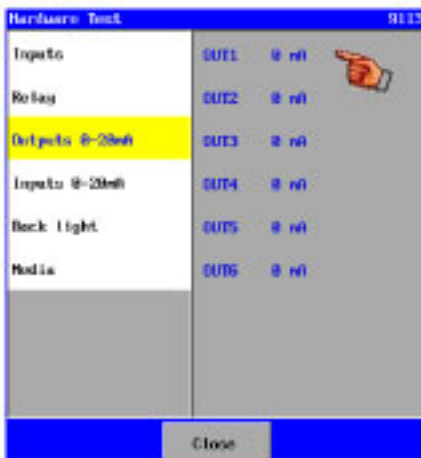 Hardware Test 9113
Inputs
Relay
Outputs 0-20mA
Inputs 0-20mA
Back light
Media
OUT1 0 mA
OUT2 0 mA
OUT3 0 mA
OUT4 0 mA
OUT5 0 mA
OUT6 0 mA
Close